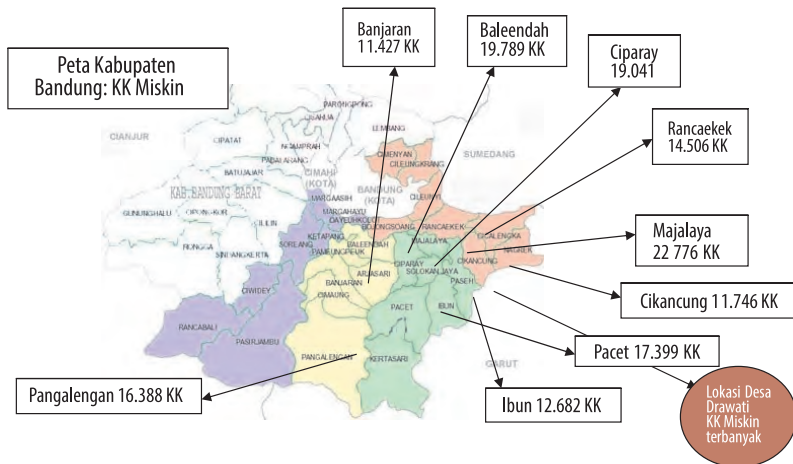 Peta Kabupaten
Bandung: KK Miskin
Banjaran
11.427 KK
Baleendah
19.789 KK
Ciparay
19.041
Rancaekek
14.506 KK
Majalaya
22 776 KK
Cikancung 11.746 KK
Pacet 17.399 KK
Ibun 12.682 KK
Pangalengan 16.388 KK
Lokasi Desa
Drawati
KK Miskin
terbanyak
CIANJUR
PARONGPONG
LEMBANG
CIPATAT
NGAMPRAH
PADALARANG
BATUJAJAR
CIMAHI
(KOTA)
BANDUNG
(KOTA)
SUMEDANG
CIMENYAN
CILEUNGKRANG
CILEUNYI
KAB.BANDUNG BARAT
GUNUNGHALU
CIPONGKOR
CILILIN
RONGGA
SINDANGKERTA
MARGAASIH
MARGAHAYU
DAYEUHKOLOT
BOJONGSOANG
RANCAEKEK
CICALENGKA
NAGREK
CIKANCUNG
KETAPANG
SOREANG
PAMEUNGPEUK
BALEENDAH
MAJALAYA
CIPARAY
SOLOKANJAYA
PASEH
ARJASARI
BANJARAN
CIMAUNG
CIWIDEY
RANCABALI
PASIRJAMBU
PANGALENGAN
PACET
IBUN
KERTASARI
GARUT